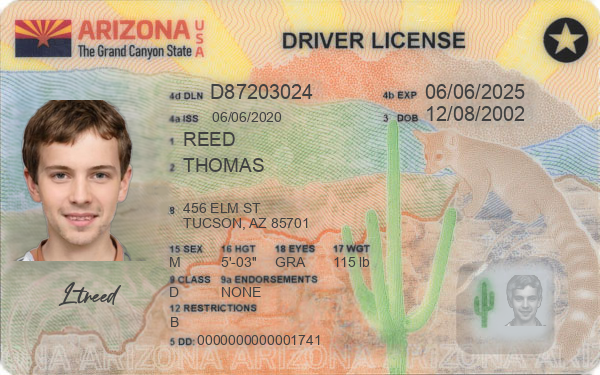 ARIZONA USA
The Grand Canyon State
DRIVER LICENSE
4d DLN D87203024
4b EXP 06/06/2025
4a ISS 06/06/2020
3 DOB 12/08/2002
1 REED
2 THOMAS
8 456 ELM ST
TUCSON, AZ 85701
15 SEX 16 HGT 18 EYES 17 WGT
M 5'-03" GRA 115 lb
9 CLASS 9a ENDORSEMENTS
D NONE
12 RESTRICTIONS
B
5 DD: 0000000000001741
Ltreed
ONA ARIZONA ARIZONA ARIZONA ARIZONA ARIZON